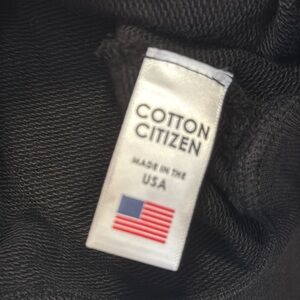 COTTON
CITIZEN
MADE IN THE
USA